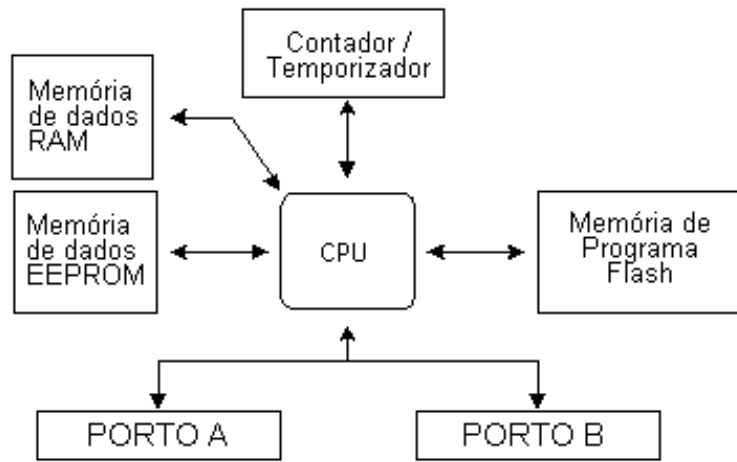 Contador /
Temporizador
Memória
de dados
RAM
Memória
de dados
EEPROM
CPU
Memória de
Programa
Flash
PORTO A
PORTO B